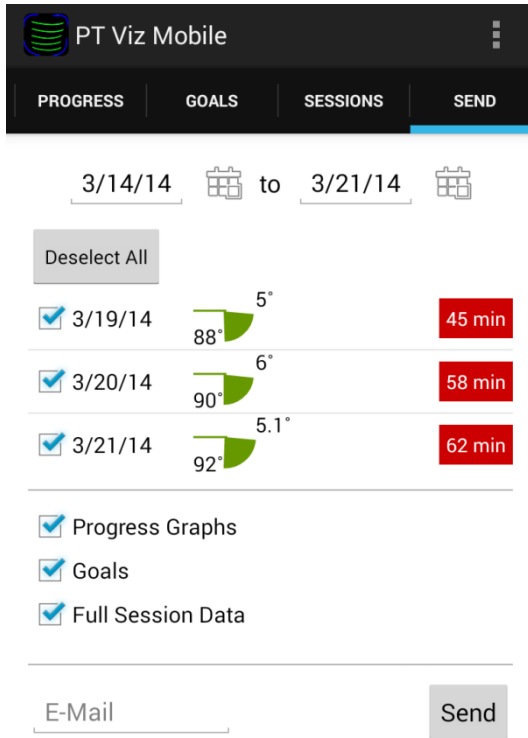 PT Viz Mobile
PROGRESS GOALS SESSIONS SEND
3/14/14 to 3/21/14
Deselect All
3/19/14 88° 5° 45 min
3/20/14 90° 6° 58 min
3/21/14 92° 5.1° 62 min
Progress Graphs
Goals
Full Session Data
E-Mail Send